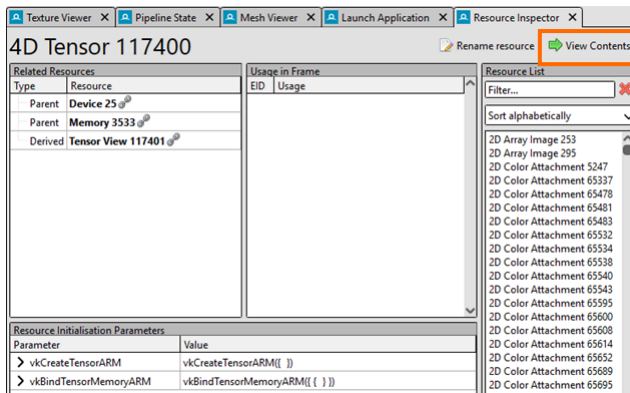 Texture Viewer X Pipeline State X Mesh Viewer X Launch Application X Resource Inspector X
4D Tensor 117400
Rename resource View Contents
Related Resources
Type Resource
Parent Device 25
Parent Memory 3533
Derived Tensor View 117401
Usage in Frame
EID Usage
Resource List
Filter...
Sort alphabetically
2D Array Image 253
2D Array Image 295
2D Color Attachment 5247
2D Color Attachment 65337
2D Color Attachment 65478
2D Color Attachment 65481
2D Color Attachment 65483
2D Color Attachment 65532
2D Color Attachment 65534
2D Color Attachment 65538
2D Color Attachment 65540
2D Color Attachment 65543
2D Color Attachment 65595
2D Color Attachment 65600
2D Color Attachment 65608
2D Color Attachment 65614
2D Color Attachment 65652
2D Color Attachment 65689
2D Color Attachment 65695
Resource Initialisation Parameters
Parameter Value
vkCreateTensorARM vkCreateTensorARM({ })
vkBindTensorMemoryARM vkBindTensorMemoryARM({ { } })